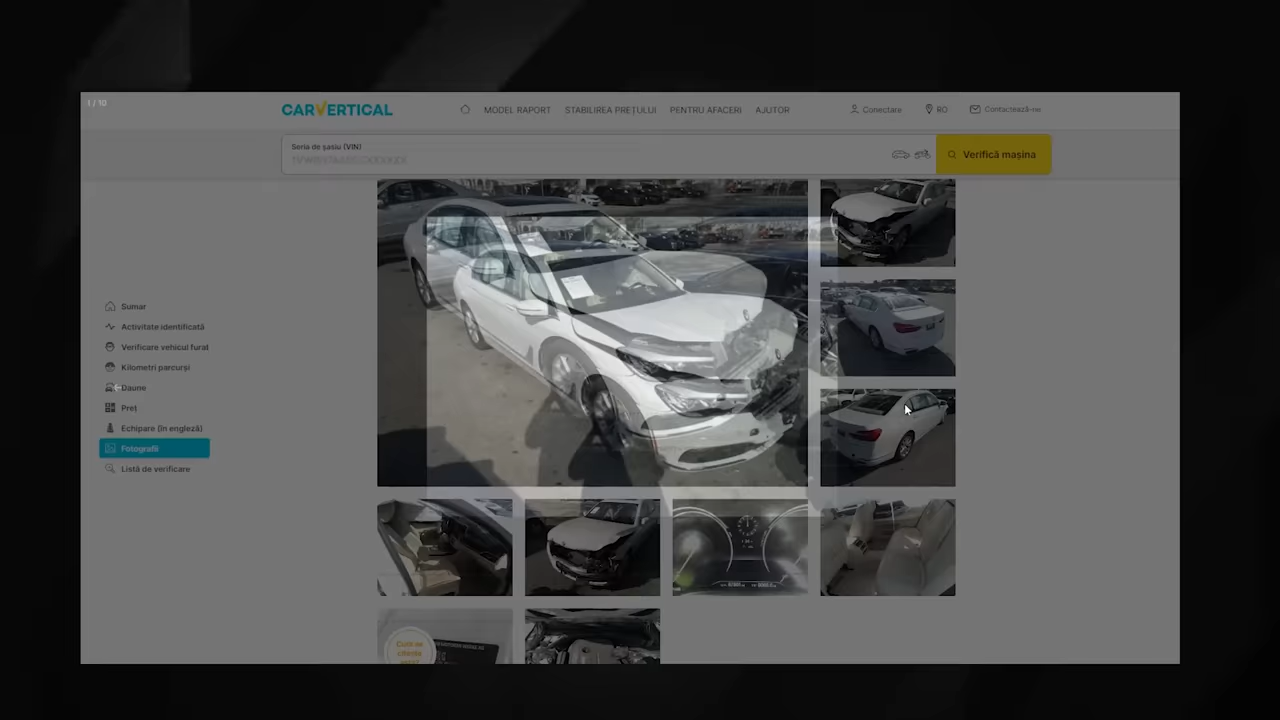 1 / 10
CARVERTICAL
MODEL RAPORT
STABILIREA PREȚULUI
PENTRU AFACERI
AJUTOR
Conectare
RO
Contactează-ne
Seria de șasiu (VIN)
Verifică mașina
Sumar
Activitate identificată
Verificare vehicul furat
Kilometri parcurși
Daune
Preț
Echipare (în engleză)
Fotografii
Listă de verificare